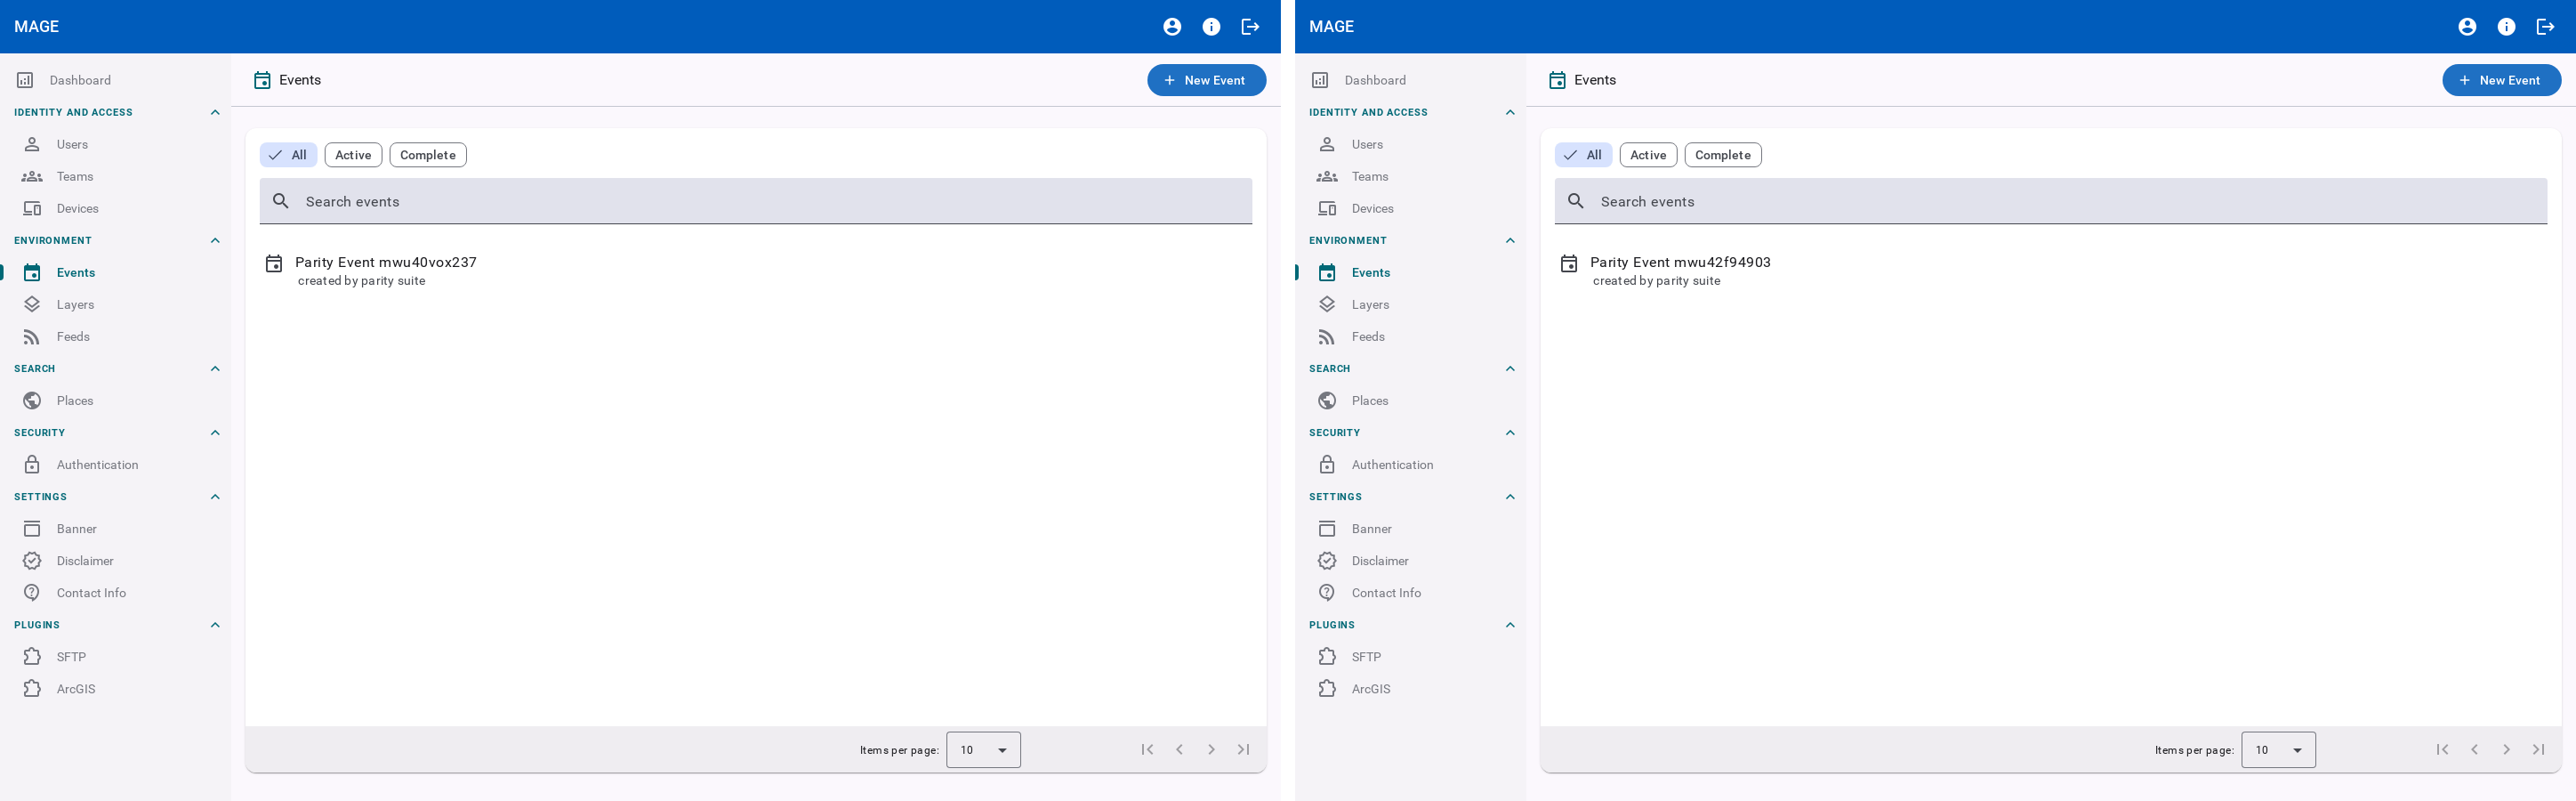 MAGE
Dashboard
IDENTITY AND ACCESS
Users
Teams
Devices
ENVIRONMENT
Events
Layers
Feeds
SEARCH
Places
SECURITY
Authentication
SETTINGS
Banner
Disclaimer
Contact Info
PLUGINS
SFTP
ArcGIS
Events
New Event
All Active Complete
Search events
Parity Event mwu40vox237
created by parity suite
Items per page: 10
MAGE
Dashboard
IDENTITY AND ACCESS
Users
Teams
Devices
ENVIRONMENT
Events
Layers
Feeds
SEARCH
Places
SECURITY
Authentication
SETTINGS
Banner
Disclaimer
Contact Info
PLUGINS
SFTP
ArcGIS
Events
New Event
All Active Complete
Search events
Parity Event mwu42f94903
created by parity suite
Items per page: 10